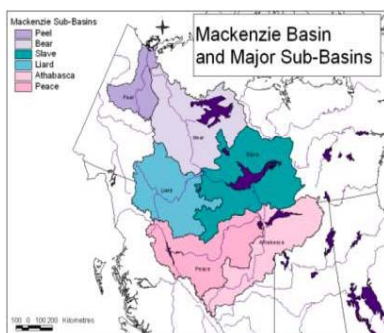 Mackenzie Basin
and Major Sub-Basins
Mackenzie Sub-Basins
Peel
Bear
Slave
Liard
Athabasca
Peace
Peel
Bear
Slave
Liard
Athabasca
Peace
100 0 100 200 Kilometres